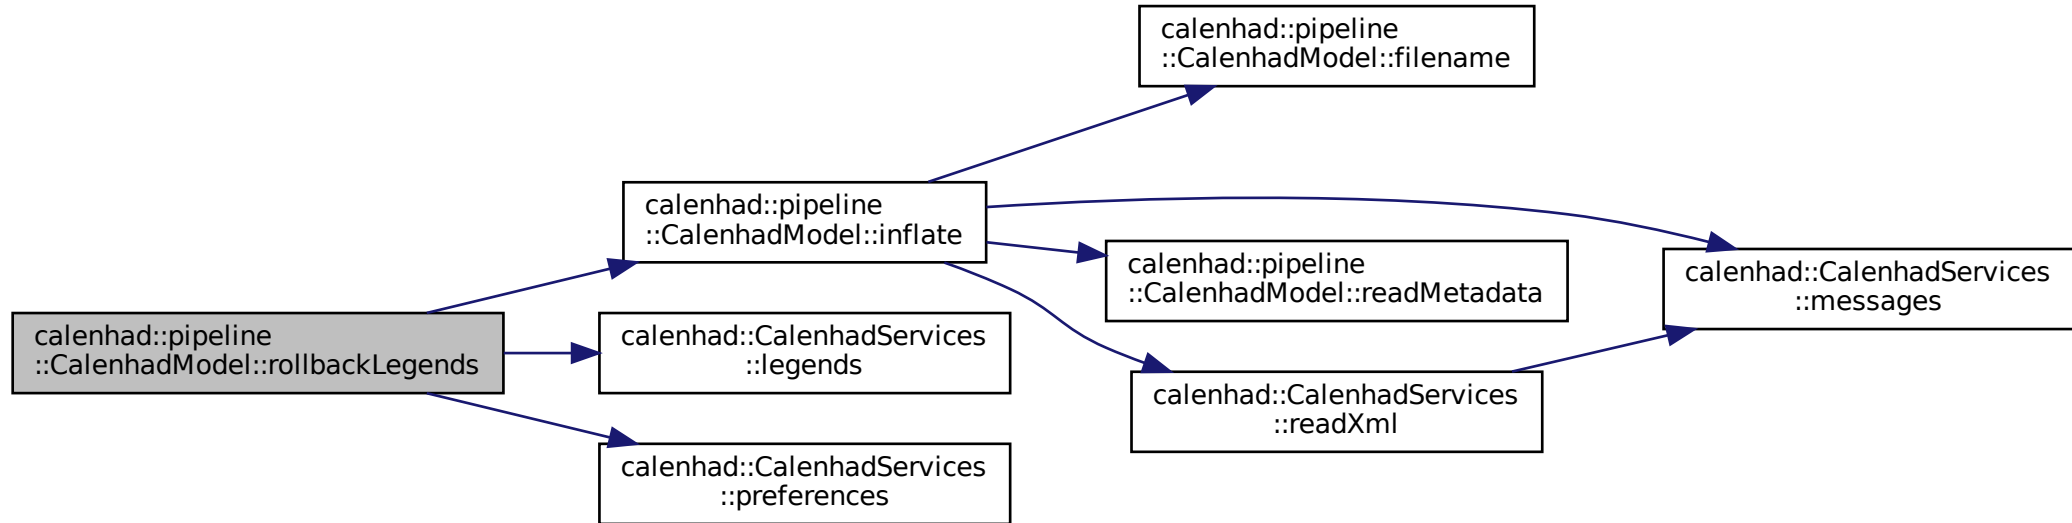 calenhad::pipeline
::CalenhadModel::rollbackLegends
calenhad::pipeline
::CalenhadModel::inflate
calenhad::CalenhadServices
::legends
calenhad::CalenhadServices
::preferences
calenhad::pipeline
::CalenhadModel::filename
calenhad::pipeline
::CalenhadModel::readMetadata
calenhad::CalenhadServices
::readXml
calenhad::CalenhadServices
::messages